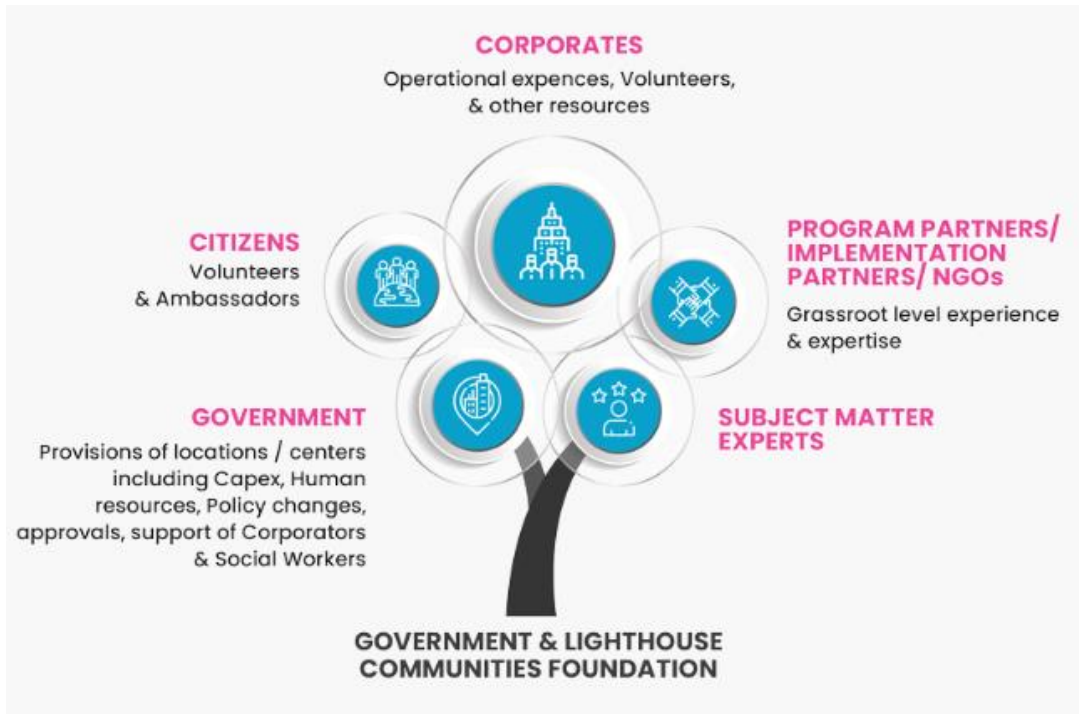 CORPORATES
Operational expences, Volunteers,
& other resources
CITIZENS
Volunteers
& Ambassadors
PROGRAM PARTNERS/
IMPLEMENTATION
PARTNERS/ NGOs
Grassroot level experience
& expertise
GOVERNMENT
Provisions of locations / centers
including Capex, Human
resources, Policy changes,
approvals, support of Corporators
& Social Workers
SUBJECT MATTER
EXPERTS
GOVERNMENT & LIGHTHOUSE
COMMUNITIES FOUNDATION